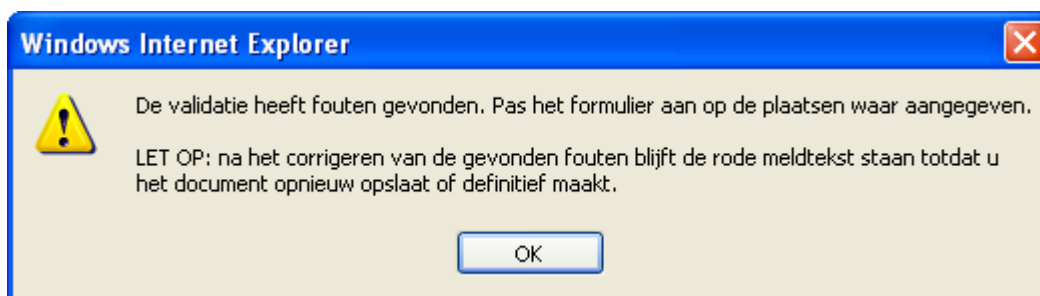 Windows Internet Explorer
De validatie heeft fouten gevonden. Pas het formulier aan op de plaatsen waar aangegeven.
LET OP: na het corrigeren van de gevonden fouten blijft de rode meldtekst staan totdat u
het document opnieuw opslaat of definitief maakt.
OK